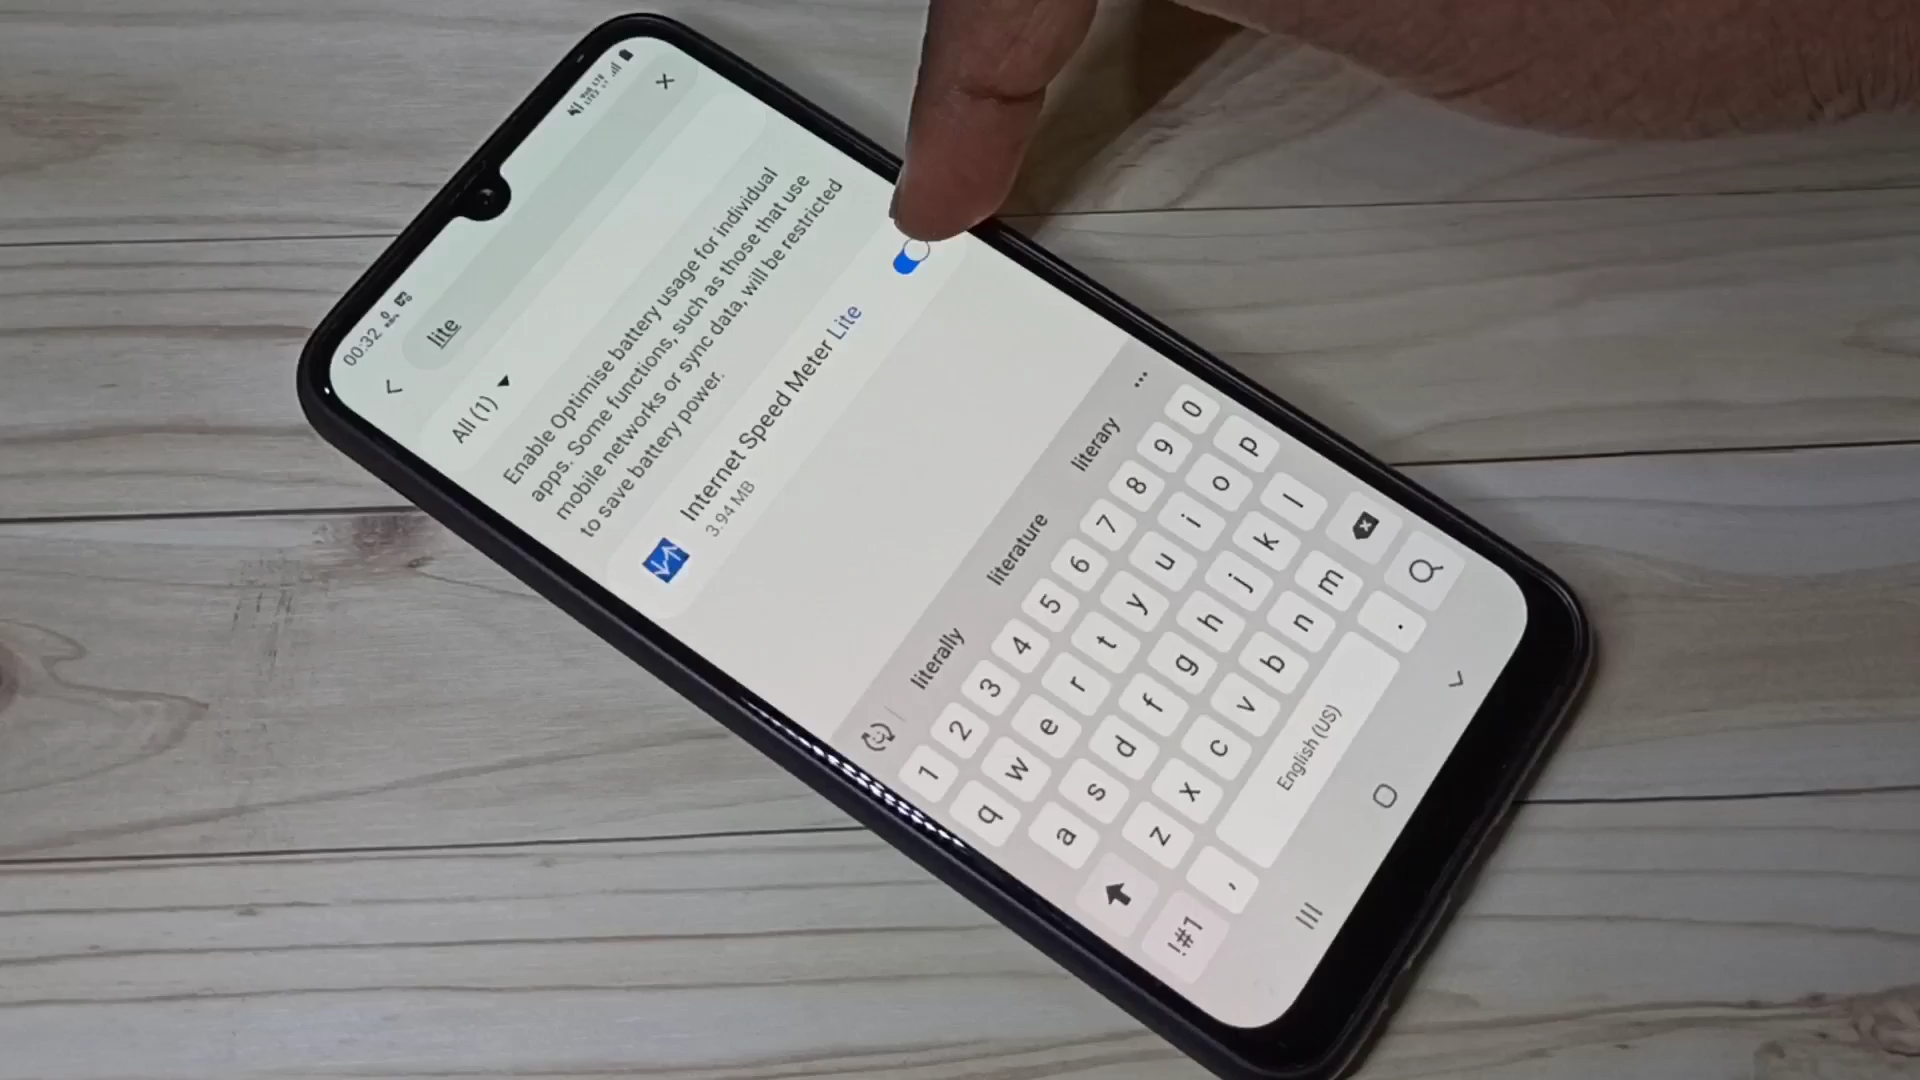 00:32
lite
All (1)
Enable Optimise battery usage for individual
apps. Some functions, such as those that use
mobile networks or sync data, will be restricted
to save battery power.
Internet Speed Meter Lite
3.94 MB
literally literature literary
1 2 3 4 5 6 7 8 9 0
q w e r t y u i o p
a s d f g h j k l
z x c v b n m
!#1 , English (US) .